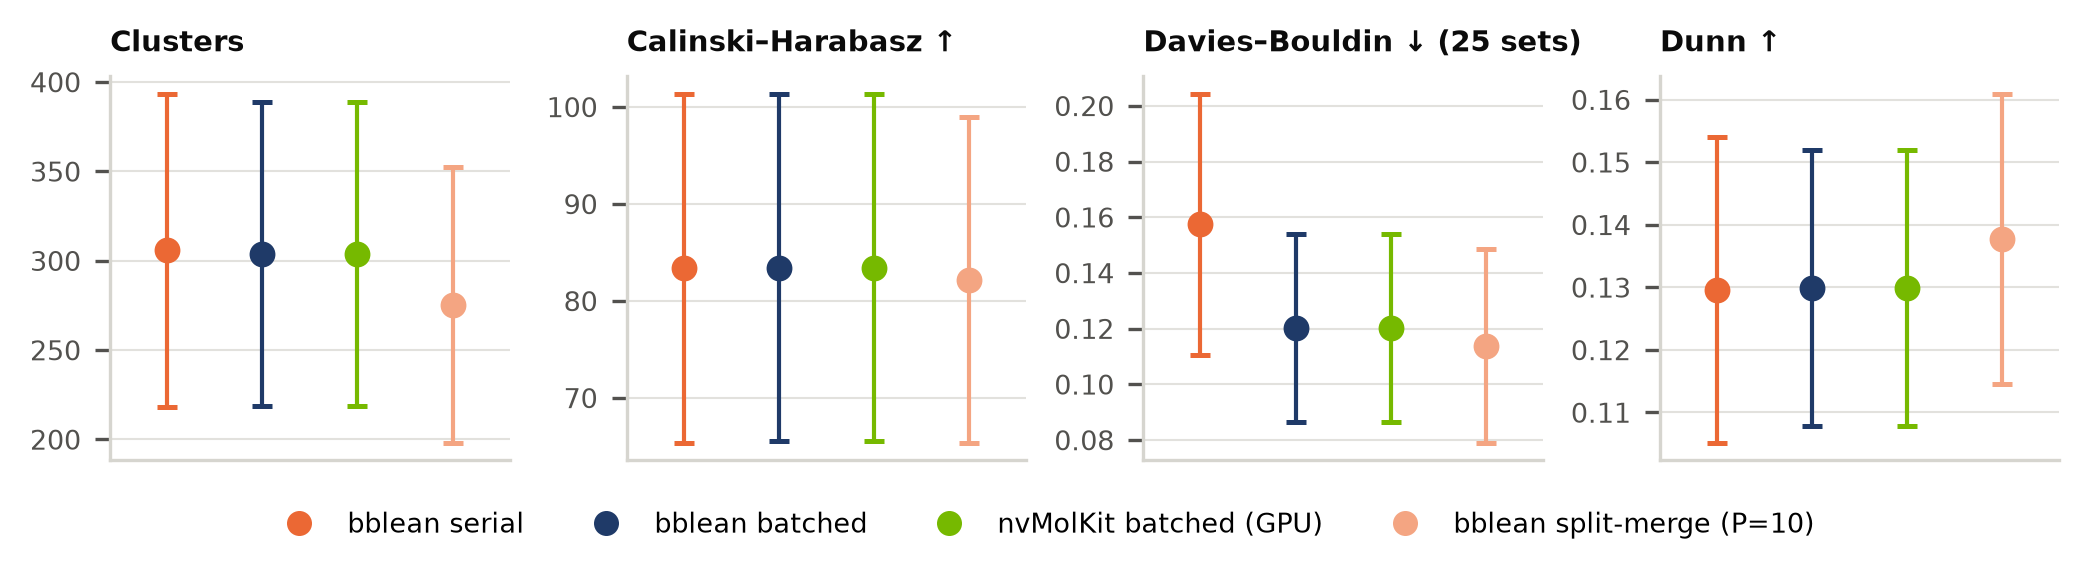 Clusters
400
350
300
250
200
Calinski–Harabasz ↑
100
90
80
70
Davies–Bouldin ↓ (25 sets)
0.20
0.18
0.16
0.14
0.12
0.10
0.08
Dunn ↑
0.16
0.15
0.14
0.13
0.12
0.11
bblean serial
bblean batched
nvMolKit batched (GPU)
bblean split-merge (P=10)